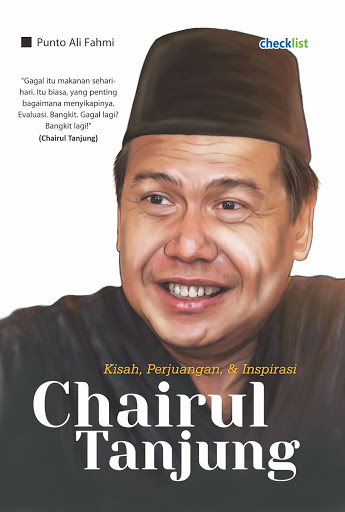 Punto Ali Fahmi
checklist
“Gagal itu makanan sehari-
hari. Itu biasa, yang penting
bagaimana menyikapinya.
Evaluasi. Bangkit. Gagal lagi?
Bangkit lagi!”
(Chairul Tanjung)
Kisah, Perjuangan, & Inspirasi
Chairul
Tanjung